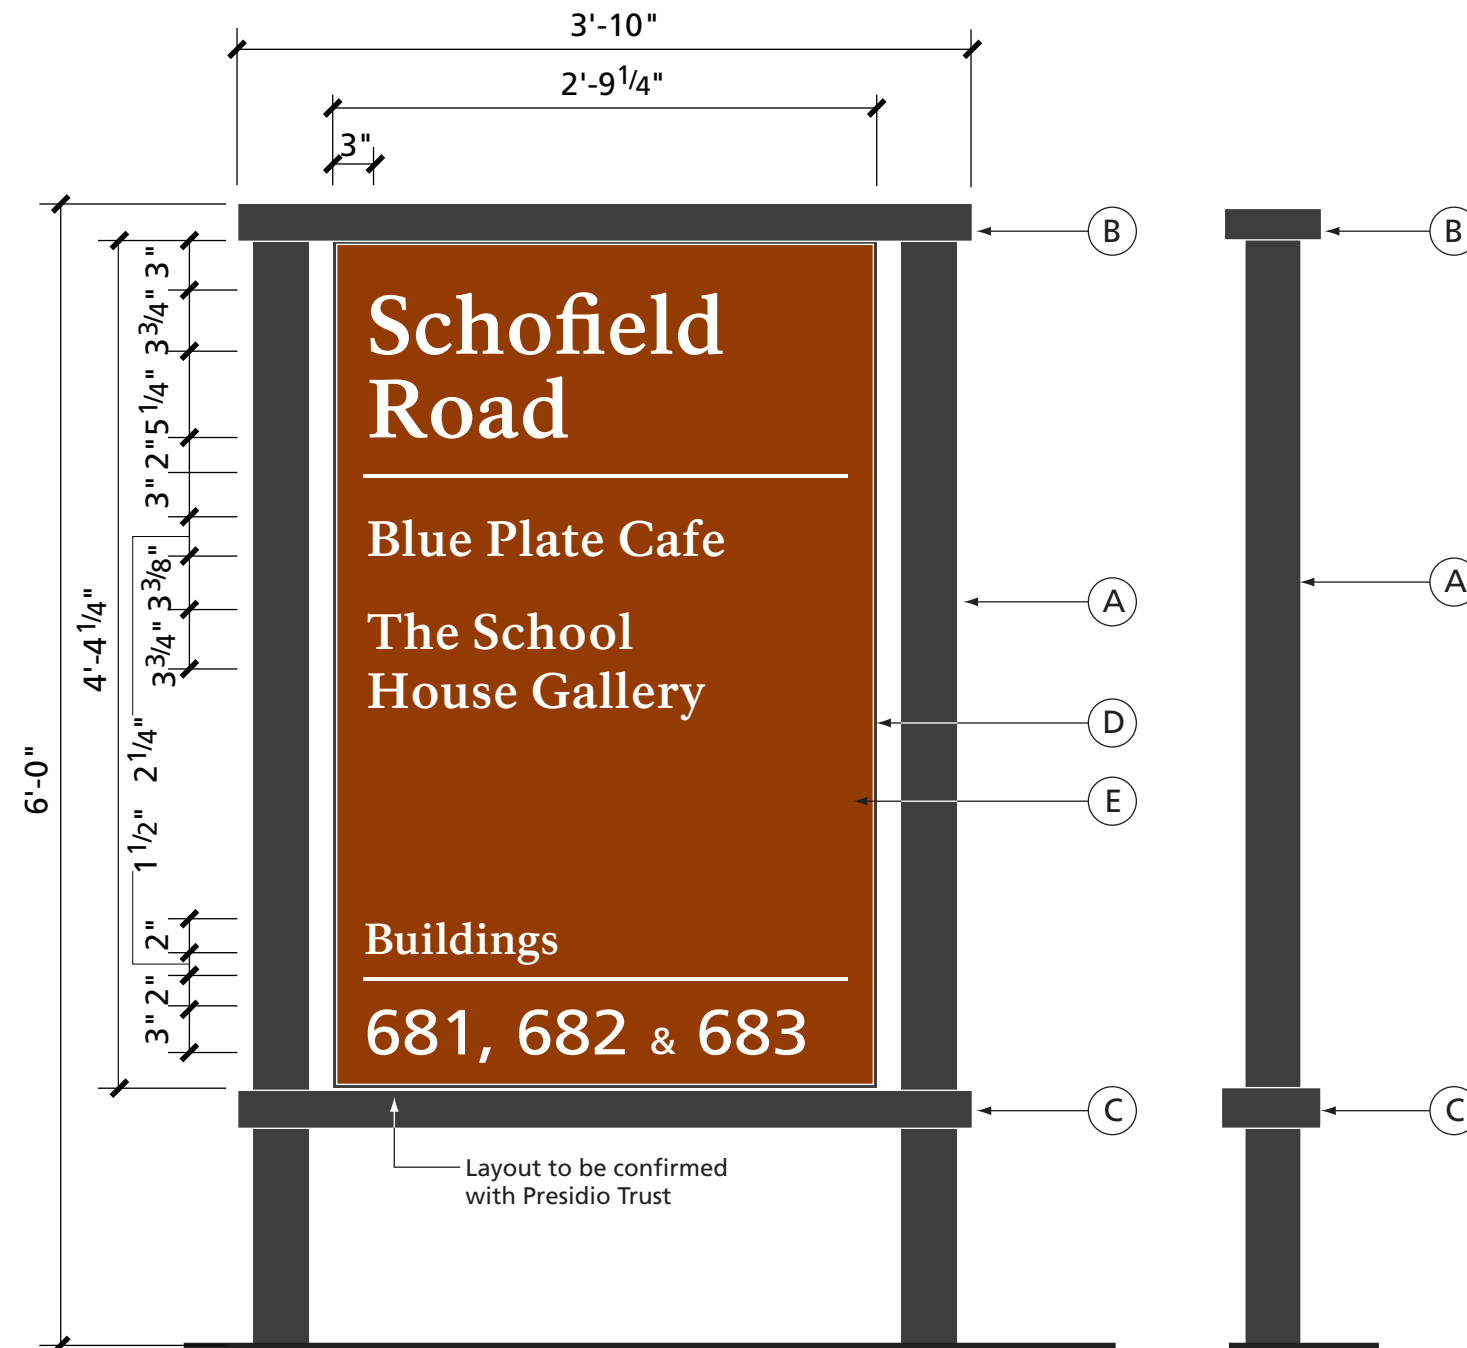 3'-10"
2'-9 1/4"
3"
B
B
3"
3 3/4"
5 1/4"
2"
3"
3 3/8"
3 3/4"
4'-4 1/4"
6'-0"
2 1/4"
1 1/2"
2"
2"
3"
Schofield
Road
Blue Plate Cafe
The School
House Gallery
Buildings
681, 682 & 683
A
A
D
E
C
C
Layout to be confirmed
with Presidio Trust